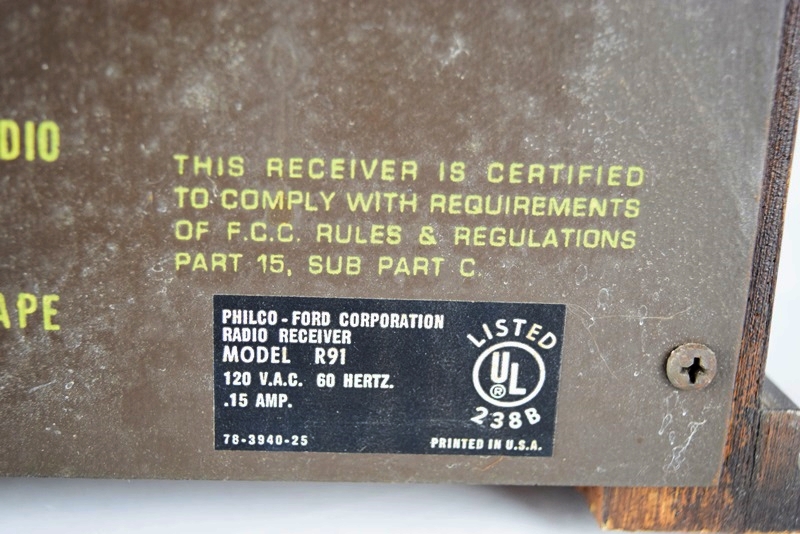 DIO
THIS RECEIVER IS CERTIFIED
TO COMPLY WITH REQUIREMENTS
OF F.C.C. RULES & REGULATIONS
PART 15, SUB PART C.
APE
PHILCO-FORD CORPORATION
RADIO RECEIVER
MODEL R91
120 V.A.C. 60 HERTZ.
.15 AMP.
78-3940-25
LISTED
UL
®
238B
PRINTED IN U.S.A.